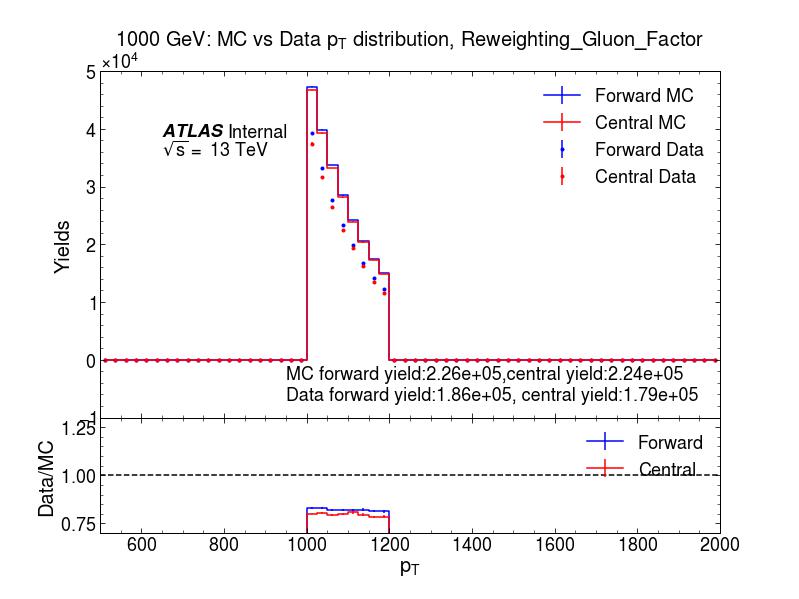 1000 GeV: MC vs Data pT distribution, Reweighting_Gluon_Factor
×10⁴
5
4
3
2
1
0
−1
Yields
ATLAS Internal
√s = 13 TeV
Forward MC
Central MC
Forward Data
Central Data
MC forward yield:2.26e+05,central yield:2.24e+05
Data forward yield:1.86e+05, central yield:1.79e+05
1.25
1.00
0.75
Data/MC
Forward
Central
600 800 1000 1200 1400 1600 1800 2000
pT